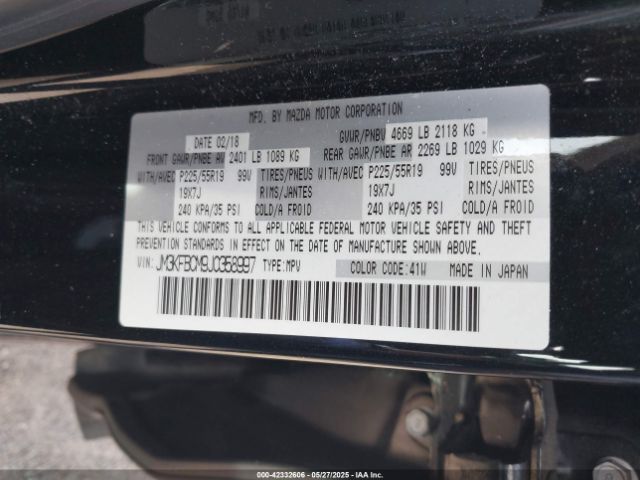 MFD. BY MAZDA MOTOR CORPORATION
DATE 02/18 GVWR/PNBV 4669 LB 2118 KG
FRONT GAWR/PNBE AV 2401 LB 1089 KG REAR GAWR/PNBE AR 2269 LB 1029 KG
WITH/AVEC P225/55R19 99V TIRES/PNEUS WITH/AVEC P225/55R19 99V TIRES/PNEUS
19X7J RIMS/JANTES 19X7J RIMS/JANTES
240 KPA/35 PSI COLD/A FROID 240 KPA/35 PSI COLD/A FROID
THIS VEHICLE CONFORMS TO ALL APPLICABLE FEDERAL MOTOR VEHICLE SAFETY AND THEFT
PREVENTION STANDARDS IN EFFECT ON THE DATE OF MANUFACTURE SHOWN ABOVE.
VIN: JM3KFBCM9J0358997 TYPE:MPV COLOR CODE:41W MADE IN JAPAN
000-42332606 • 05/27/2025 • IAA Inc.